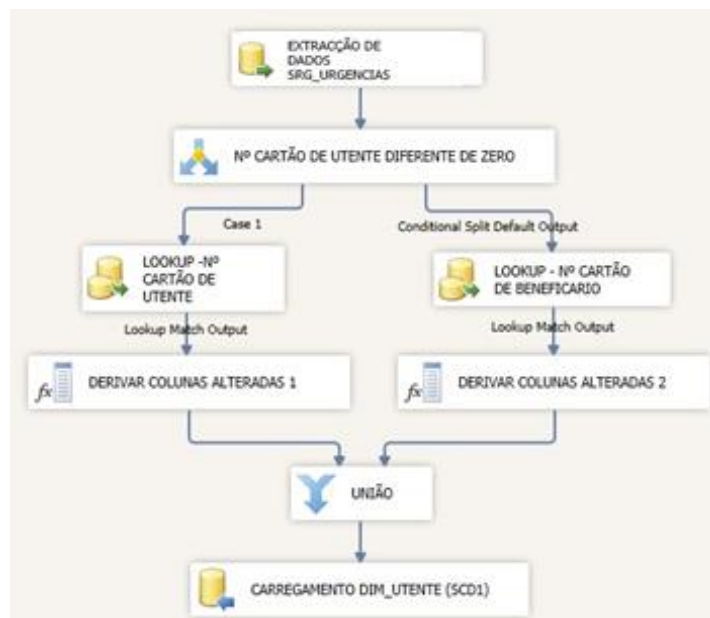 EXTRACÇÃO DE
DADOS
SRG_URGENCIAS
Nº CARTÃO DE UTENTE DIFERENTE DE ZERO
Case 1
Conditional Split Default Output
LOOKUP -Nº
CARTÃO DE
UTENTE
LOOKUP - Nº CARTÃO
DE BENEFICARIO
Lookup Match Output
Lookup Match Output
fx
DERIVAR COLUNAS ALTERADAS 1
fx
DERIVAR COLUNAS ALTERADAS 2
UNIÃO
CARREGAMENTO DIM_UTENTE (SCD1)